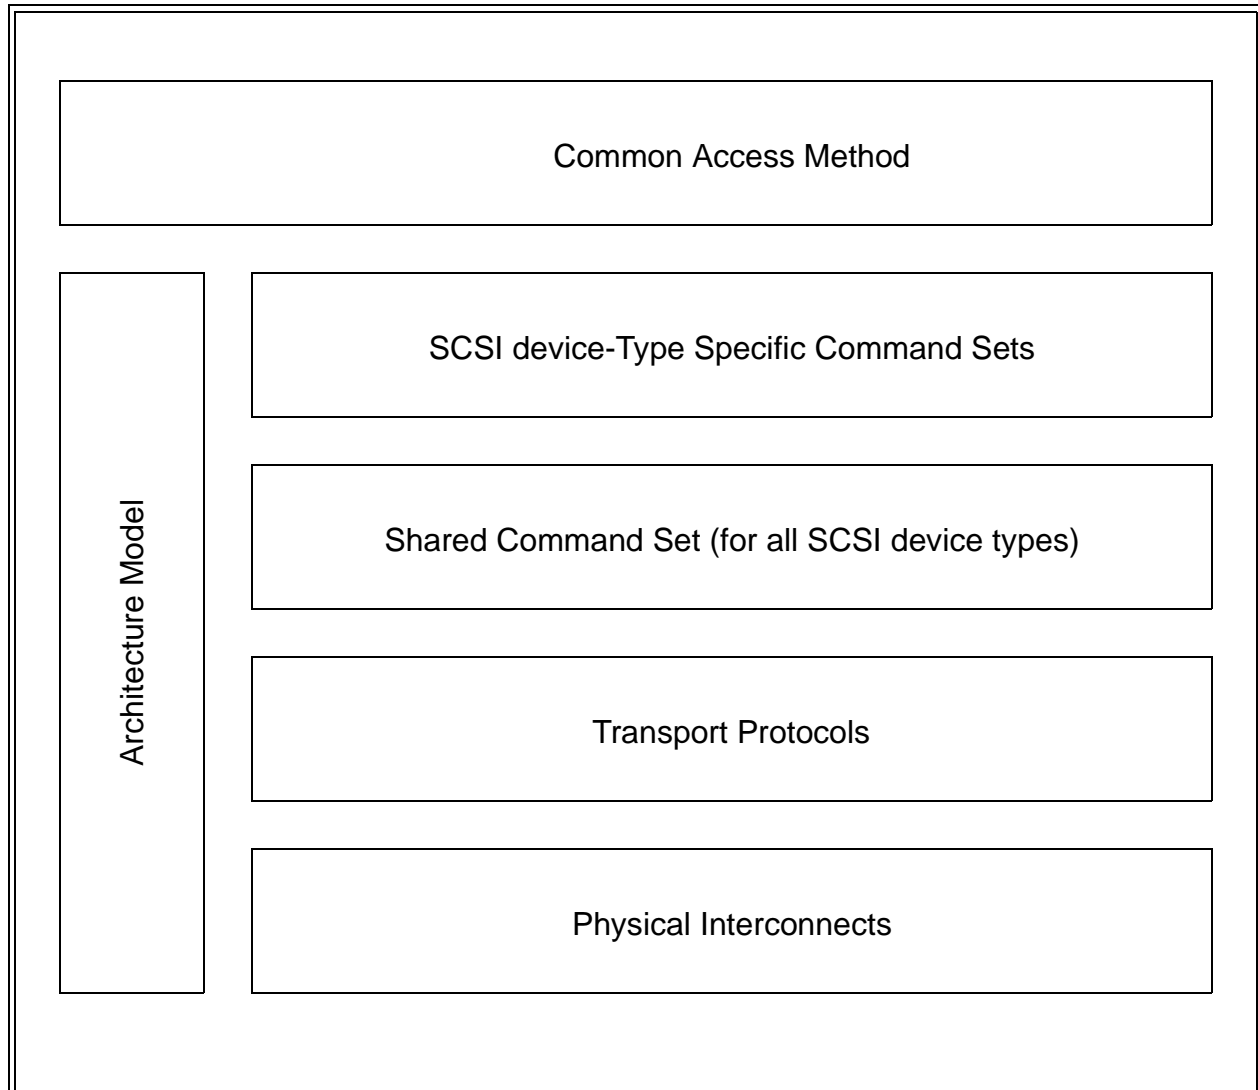 Common Access Method
Architecture Model
SCSI device-Type Specific Command Sets
Shared Command Set (for all SCSI device types)
Transport Protocols
Physical Interconnects